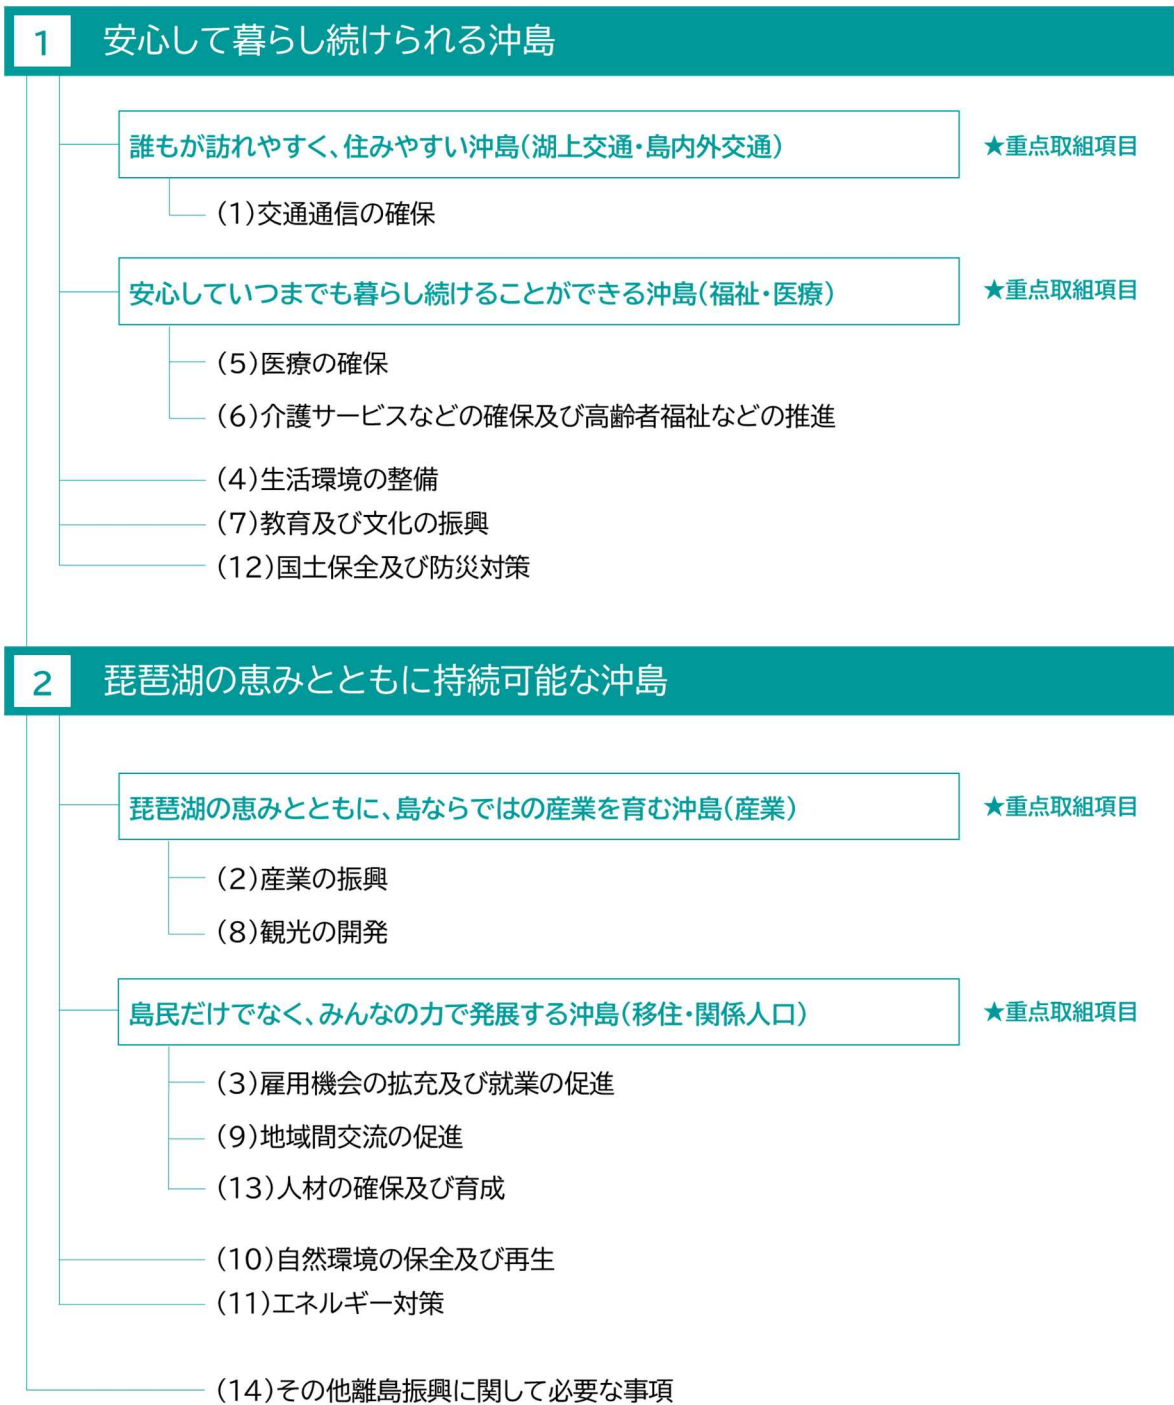 1 安心して暮らし続けられる沖島
誰もが訪れやすく、住みやすい沖島(湖上交通・島内外交通) ★重点取組項目
(1)交通通信の確保
安心していつまでも暮らし続けることができる沖島(福祉・医療) ★重点取組項目
(5)医療の確保
(6)介護サービスなどの確保及び高齢者福祉などの推進
(4)生活環境の整備
(7)教育及び文化の振興
(12)国土保全及び防災対策
2 琵琶湖の恵みとともに持続可能な沖島
琵琶湖の恵みとともに、島ならではの産業を育む沖島(産業) ★重点取組項目
(2)産業の振興
(8)観光の開発
島民だけでなく、みんなの力で発展する沖島(移住・関係人口) ★重点取組項目
(3)雇用機会の拡充及び就業の促進
(9)地域間交流の促進
(13)人材の確保及び育成
(10)自然環境の保全及び再生
(11)エネルギー対策
(14)その他離島振興に関して必要な事項